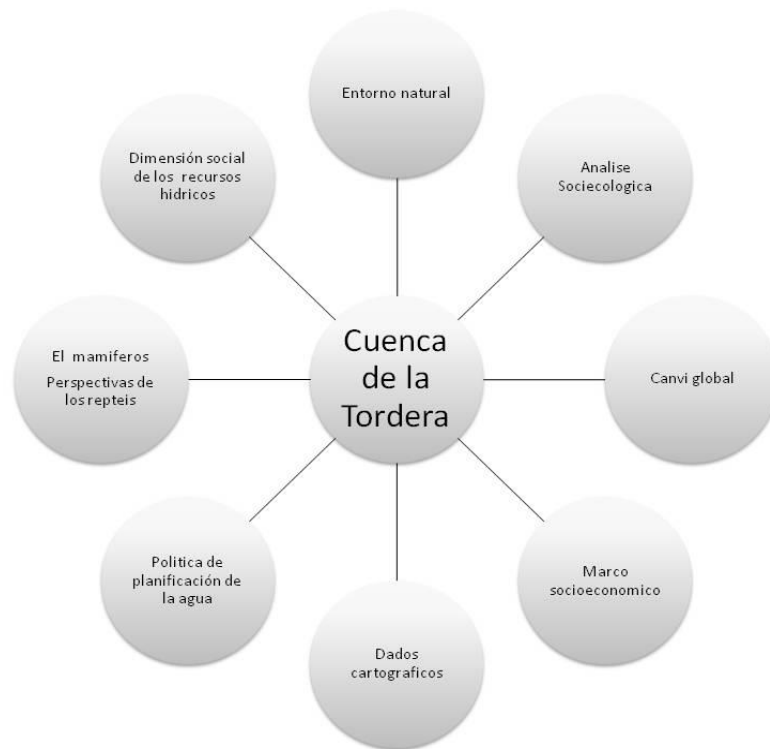 Entorno natural
Dimensión social
de los recursos
hidricos
Analise
Sociecologica
El mamiferos
Perspectivas de
los repteis
Cuenca
de la
Tordera
Canvi global
Politica de
planificación de
la agua
Marco
socioeconomico
Dados
cartograficos